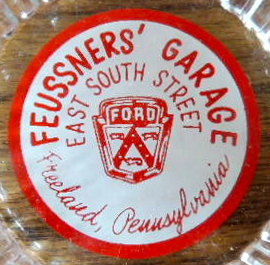 FEUSSNERS' GARAGE
EAST SOUTH STREET
FORD
Freeland, Pennsylvania